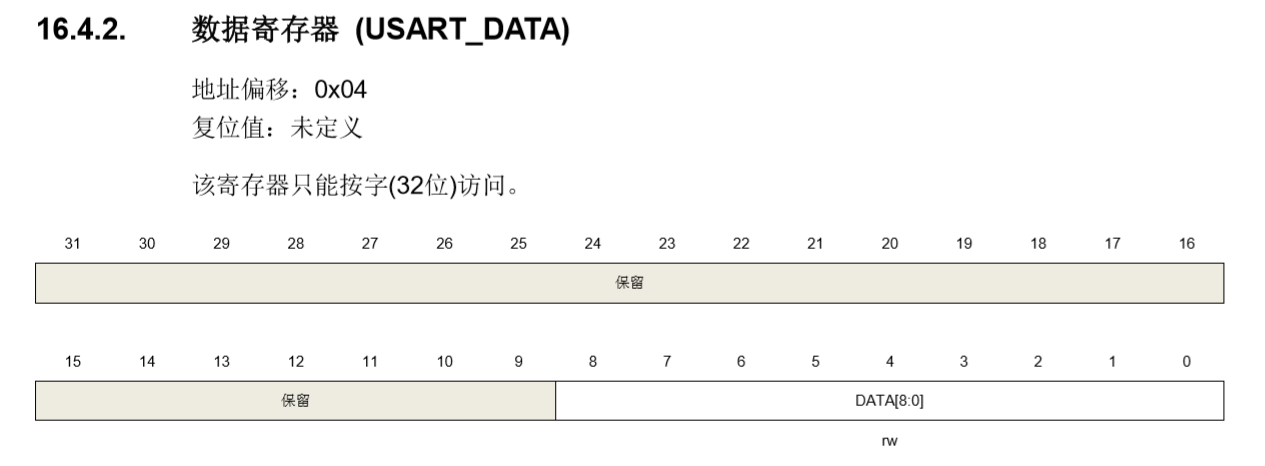 16.4.2. 数据寄存器 (USART_DATA)
地址偏移：0x04
复位值：未定义
该寄存器只能按字(32位)访问。
31 30 29 28 27 26 25 24 23 22 21 20 19 18 17 16
保留
15 14 13 12 11 10 9 8 7 6 5 4 3 2 1 0
保留 DATA[8:0]
rw